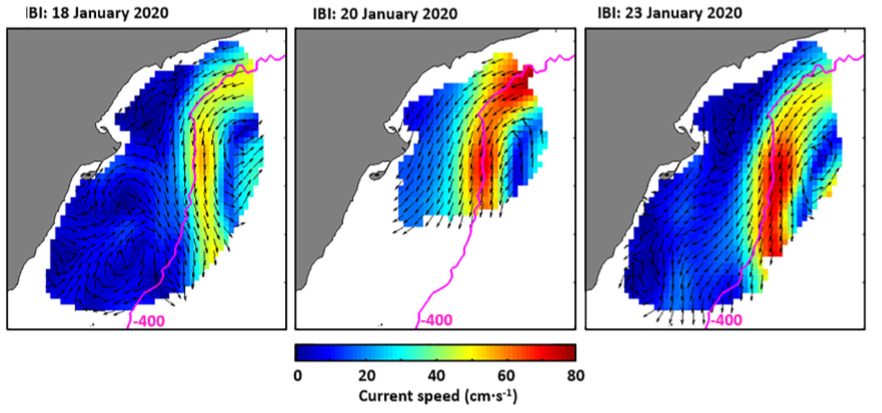 IBI: 18 January 2020
IBI: 20 January 2020
IBI: 23 January 2020
-400
-400
-400
0 20 40 60 80
Current speed (cm·s⁻¹)